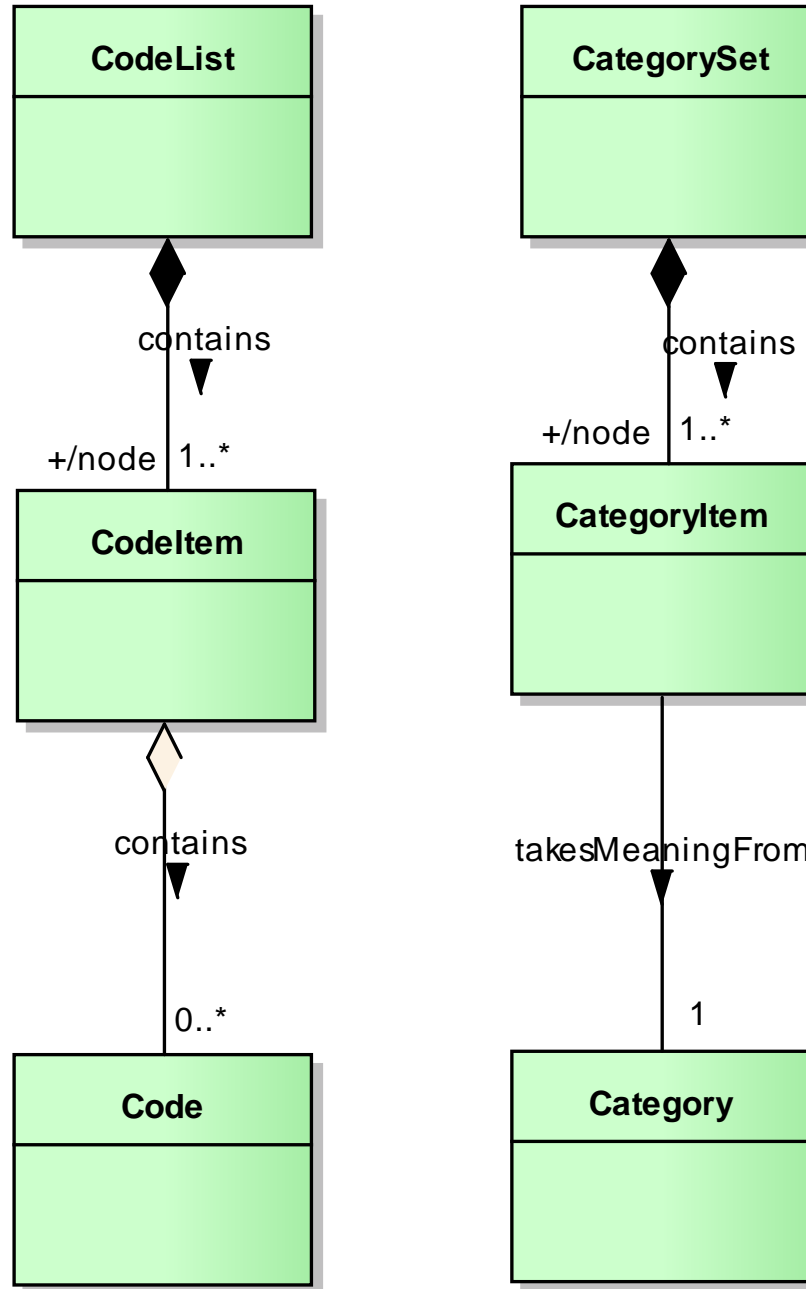 CodeList
CategorySet
contains
contains
+/node 1..*
+/node 1..*
CodeItem
CategoryItem
contains
takesMeaningFrom
0..*
1
Code
Category